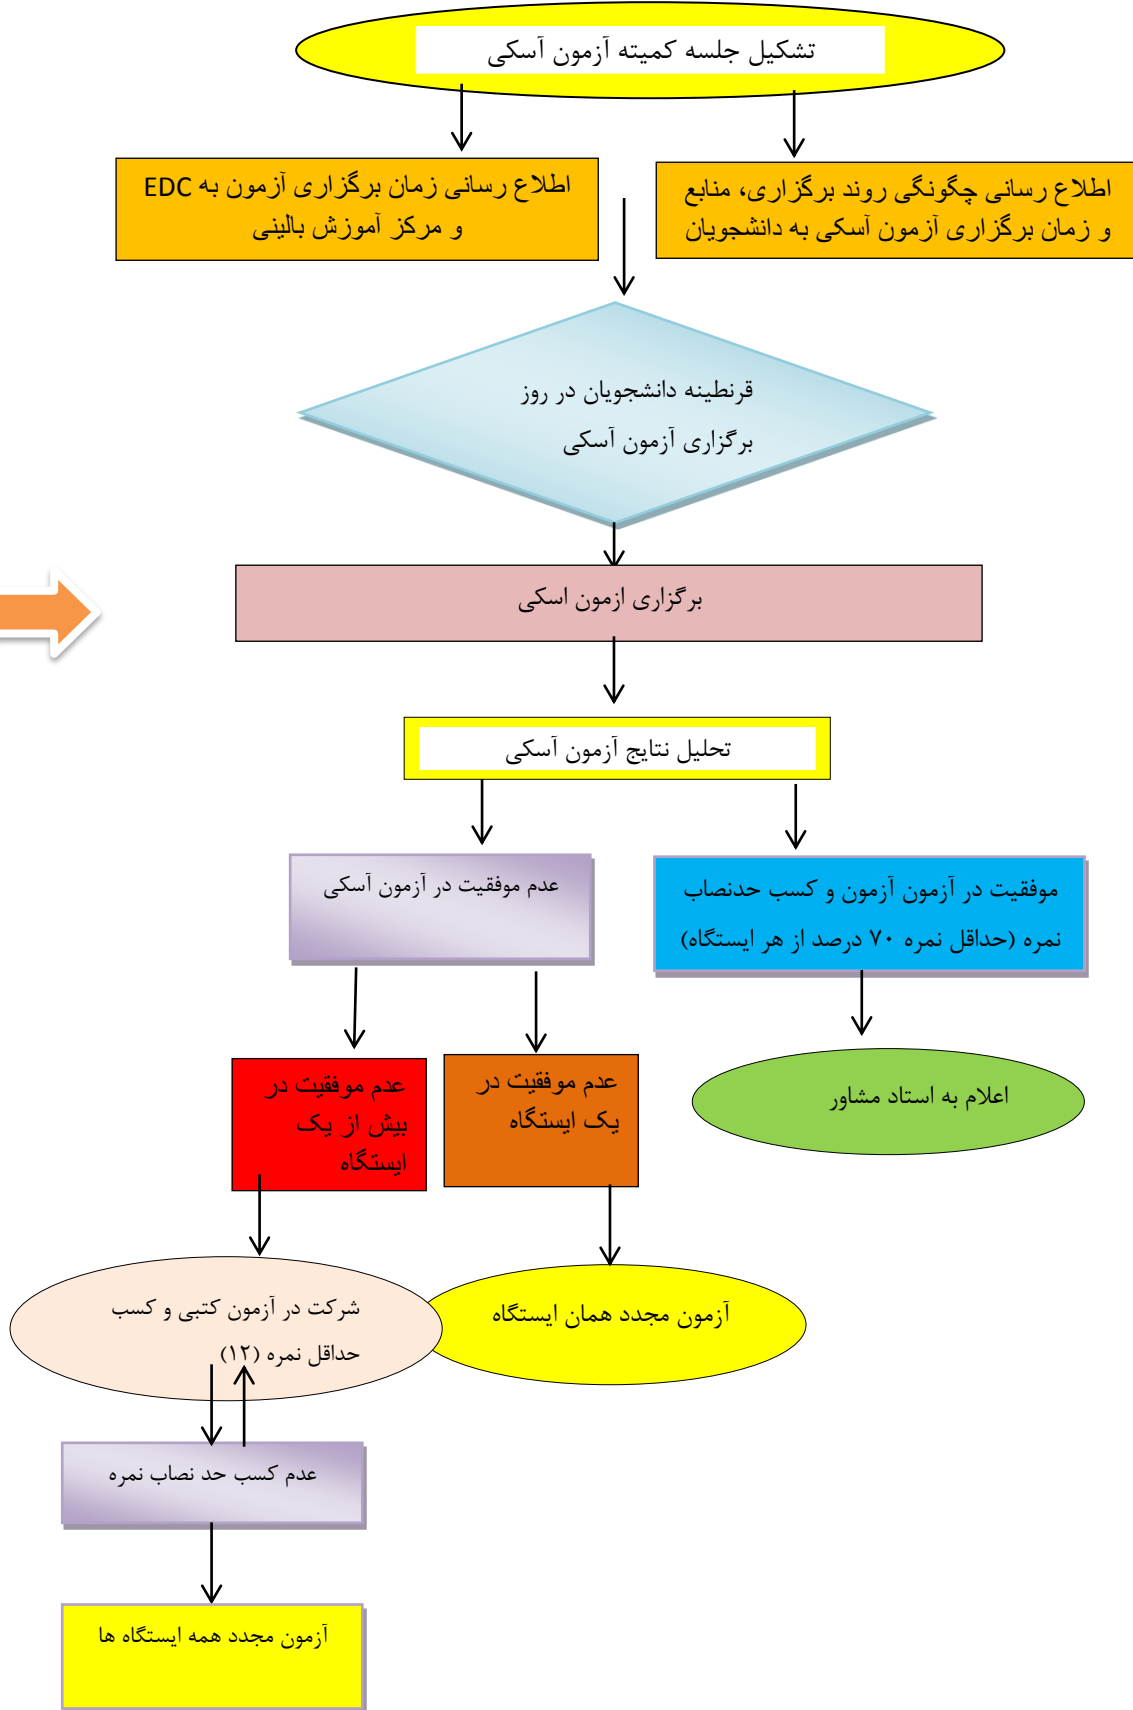 تشکیل جلسه کمیته آزمون آسکی
اطلاع رسانی چگونگی روند برگزاری، منابع
و زمان برگزاری آزمون آسکی به دانشجویان
اطلاع رسانی زمان برگزاری آزمون به EDC
و مرکز آموزش بالینی
قرنطینه دانشجویان در روز
برگزاری آزمون آسکی
برگزاری ازمون اسکی
تحلیل نتایج آزمون آسکی
موفقیت در آزمون آزمون و کسب حدنصاب
نمره (حداقل نمره ۷۰ درصد از هر ایستگاه)
عدم موفقیت در آزمون آسکی
اعلام به استاد مشاور
عدم موفقیت در
یک ایستگاه
عدم موفقیت در
بیش از یک
ایستگاه
آزمون مجدد همان ایستگاه
شرکت در آزمون کتبی و کسب
حداقل نمره (۱۲)
عدم کسب حد نصاب نمره
آزمون مجدد همه ایستگاه ها